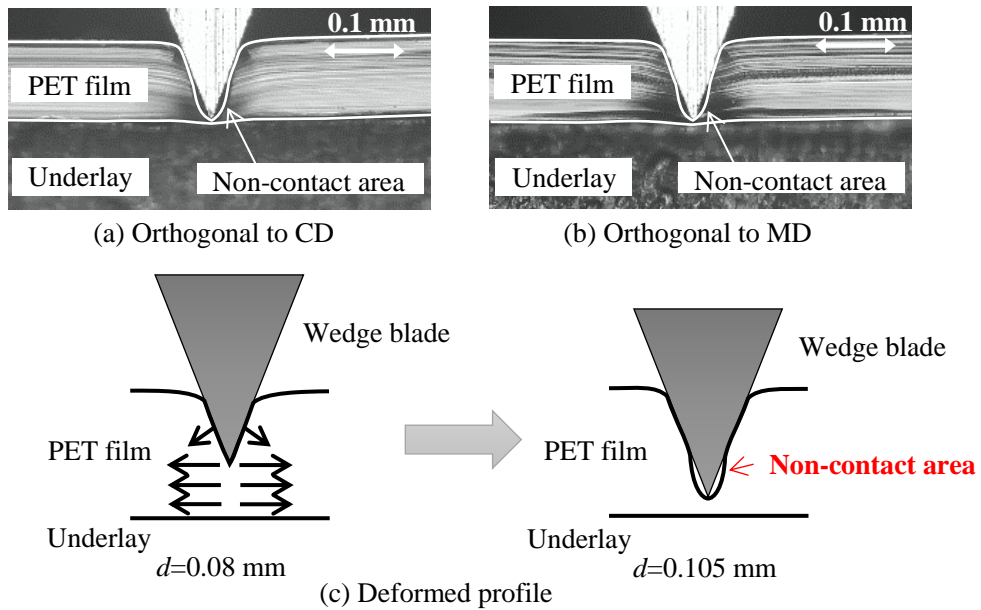 0.1 mm
PET film
Underlay
Non-contact area
(a) Orthogonal to CD
0.1 mm
PET film
Underlay
Non-contact area
(b) Orthogonal to MD
Wedge blade
PET film
Underlay
d=0.08 mm
Wedge blade
PET film
Non-contact area
Underlay
d=0.105 mm
(c) Deformed profile